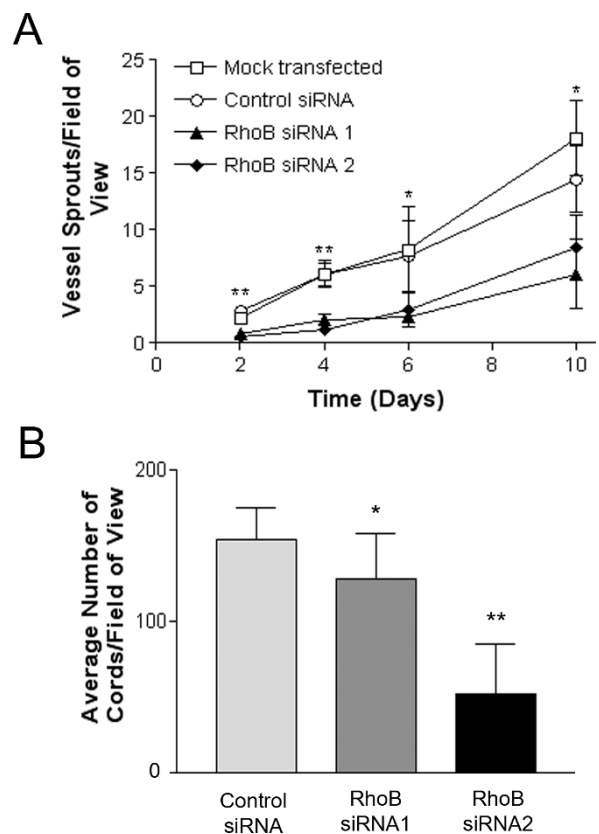 A
Vessel Sprouts/Field of
View
25
20
15
10
5
0
Mock transfected
Control siRNA
RhoB siRNA 1
RhoB siRNA 2
**
**
*
*
0
2
4
6
8
10
Time (Days)
B
Average Number of
Cords/Field of View
200
100
0
*
**
Control
siRNA
RhoB
siRNA1
RhoB
siRNA2